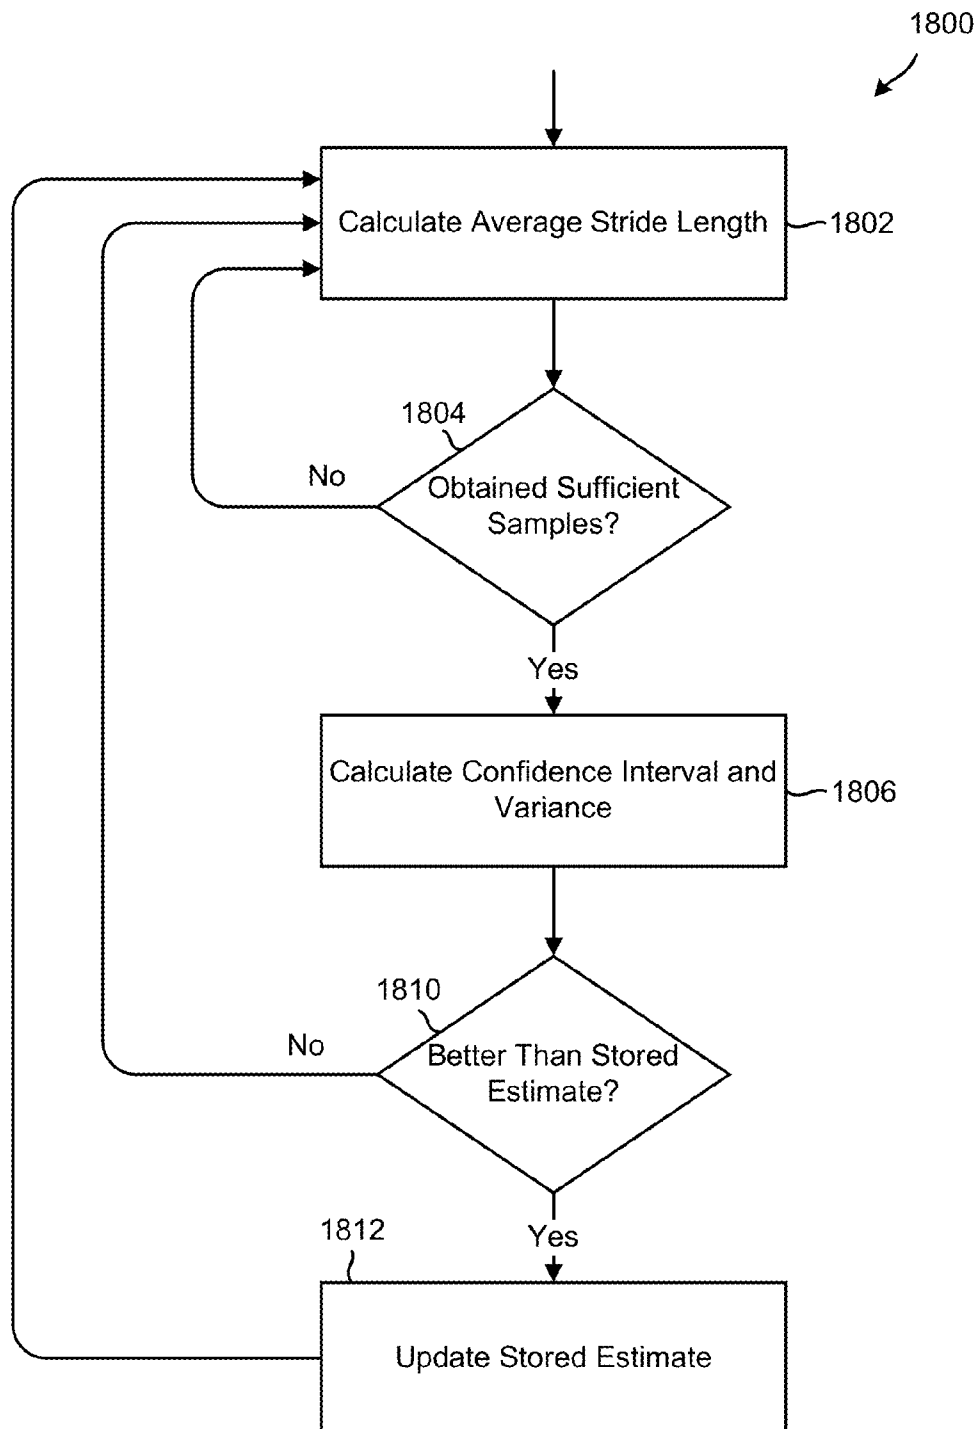 1800
Calculate Average Stride Length
1802
1804
No
Obtained Sufficient
Samples?
Yes
Calculate Confidence Interval and
Variance
1806
1810
No
Better Than Stored
Estimate?
Yes
1812
Update Stored Estimate